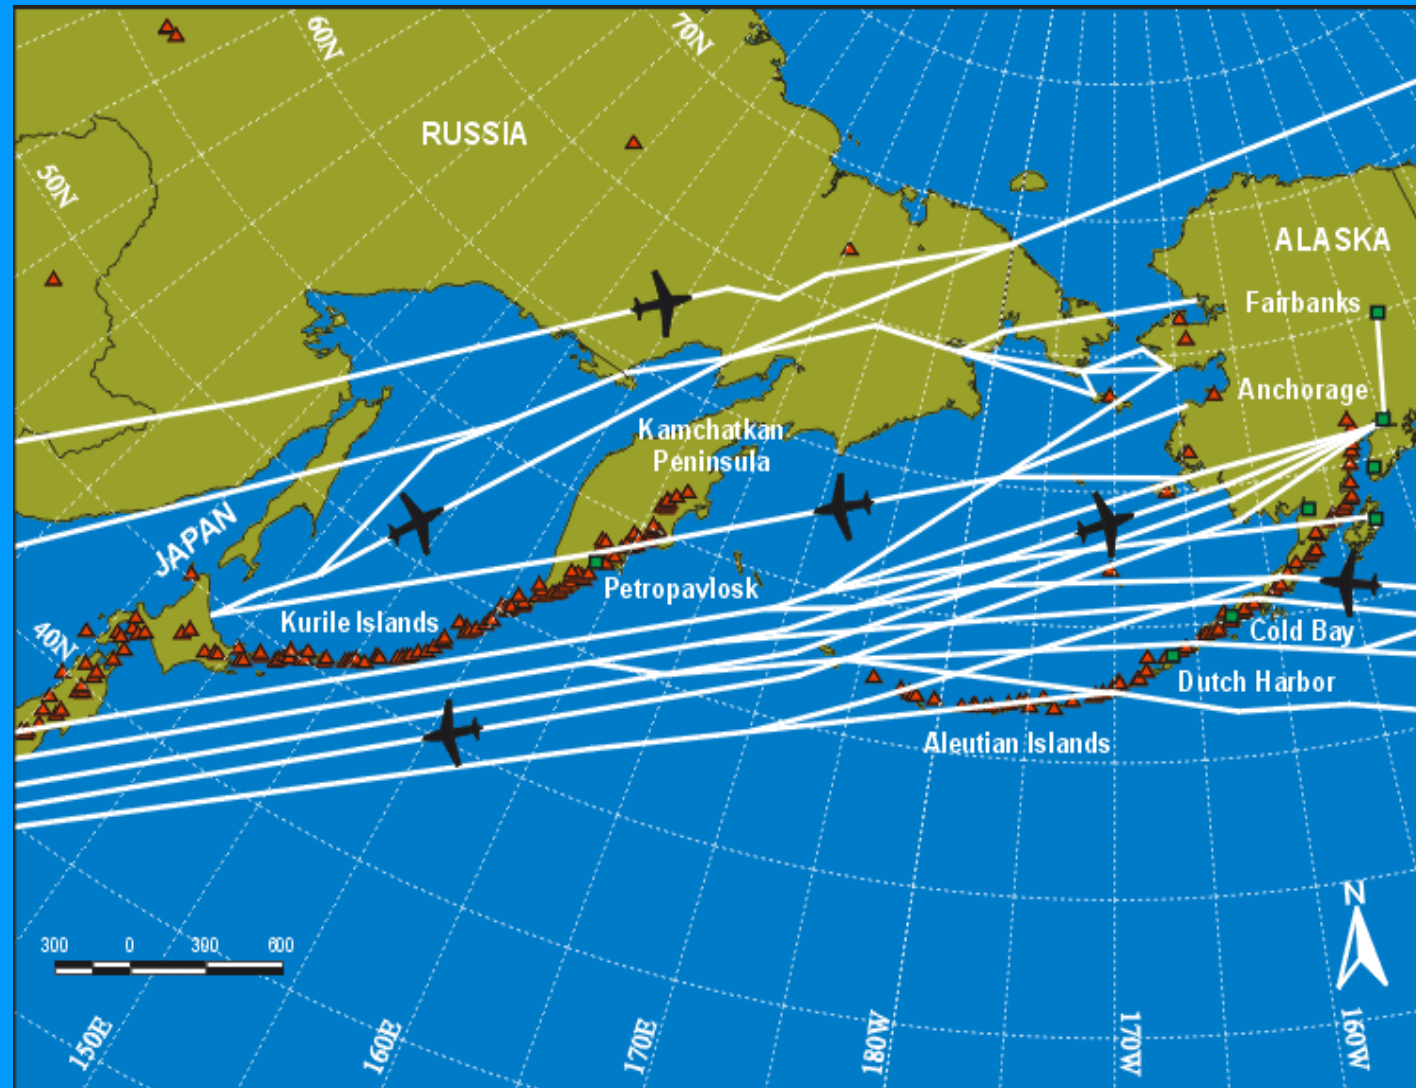 60N
70N
RUSSIA
50N
ALASKA
Fairbanks
Anchorage
Kamchatkan
Peninsula
JAPAN
Petropavlosk
Kurile Islands
40N
Cold Bay
Dutch Harbor
Aleutian Islands
N
300 0 300 600
150E
160E
170E
180W
170W
160W